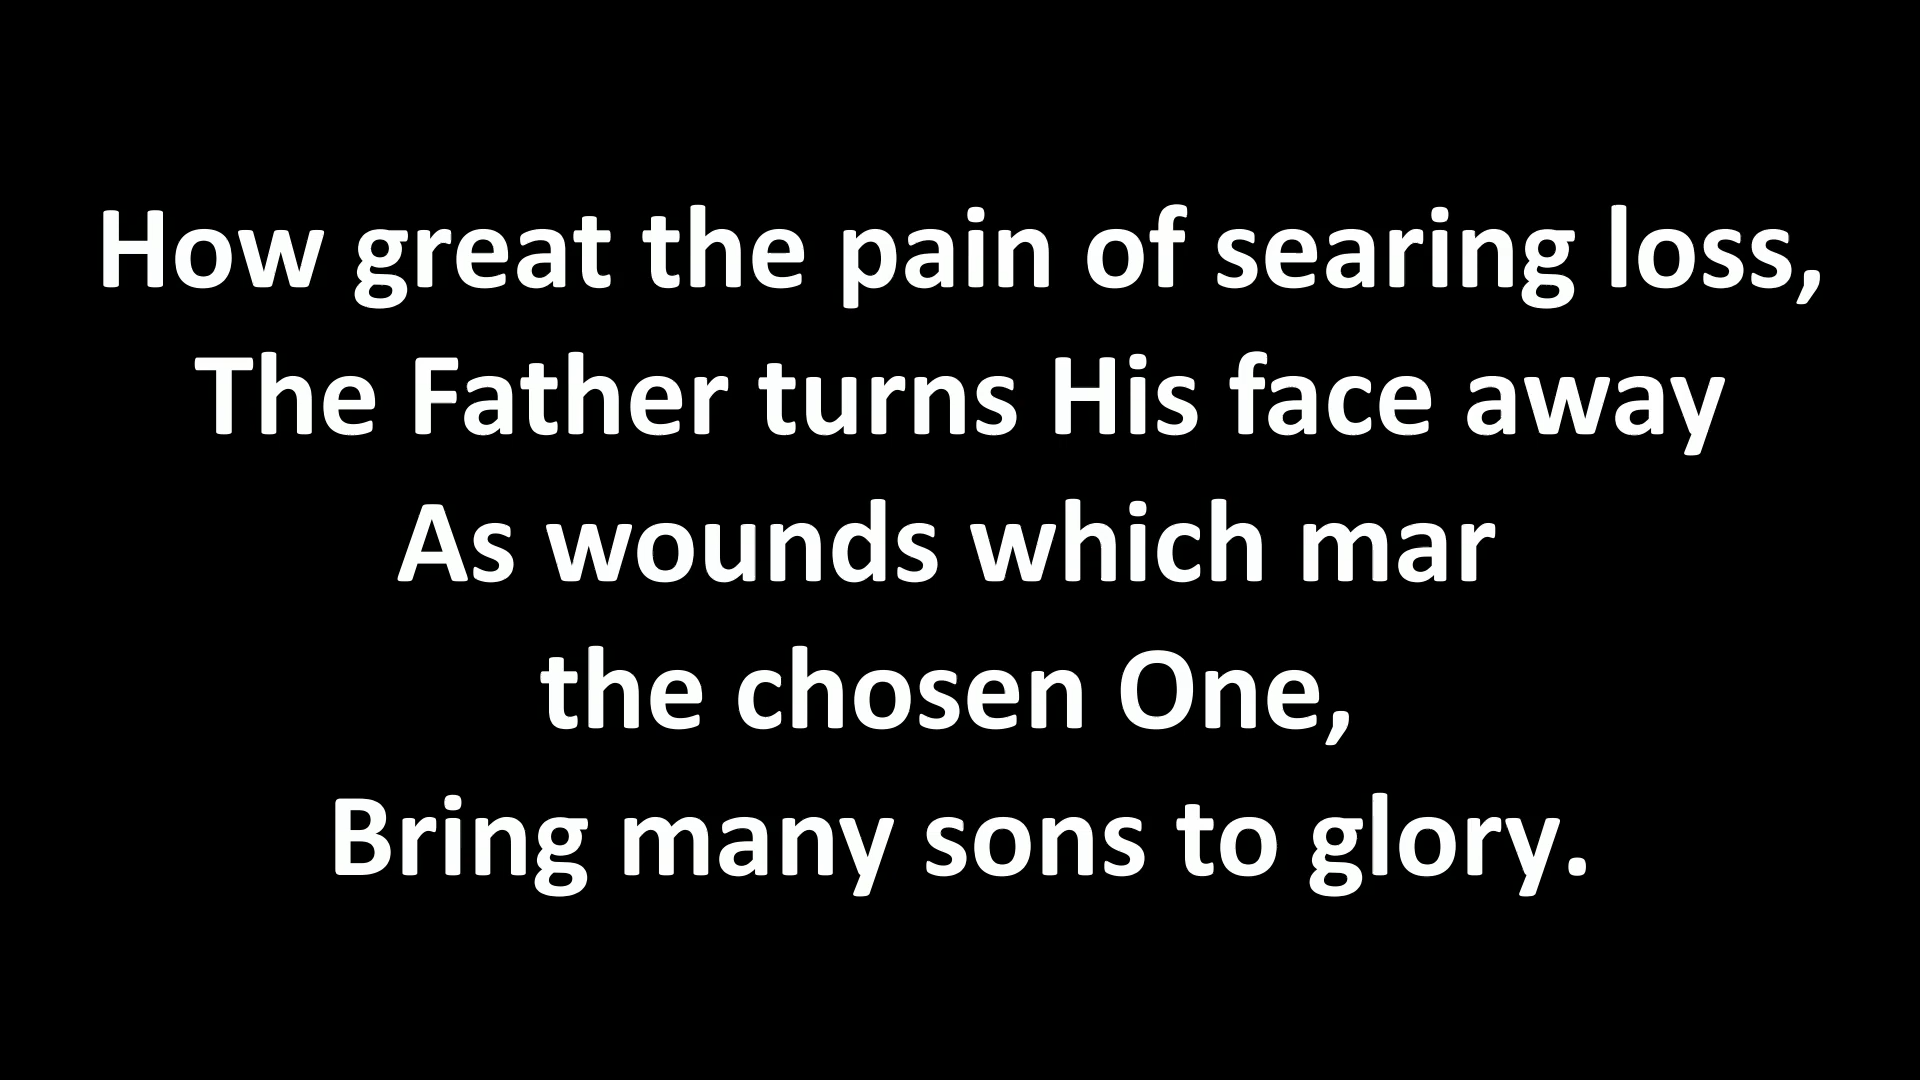 How great the pain of searing loss,
The Father turns His face away
As wounds which mar
the chosen One,
Bring many sons to glory.